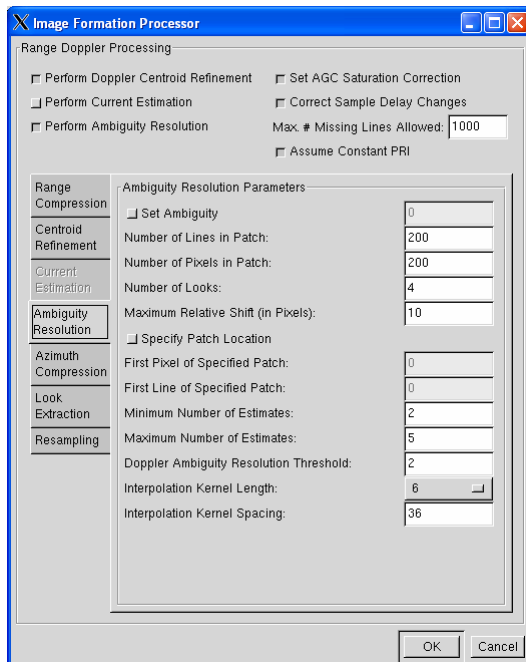 Image Formation Processor
Range Doppler Processing
Perform Doppler Centroid Refinement
Set AGC Saturation Correction
Perform Current Estimation
Correct Sample Delay Changes
Perform Ambiguity Resolution
Max. # Missing Lines Allowed: 1000
Assume Constant PRI
Range
Compression
Centroid
Refinement
Current
Estimation
Ambiguity
Resolution
Azimuth
Compression
Look
Extraction
Resampling
Ambiguity Resolution Parameters
Set Ambiguity 0
Number of Lines in Patch: 200
Number of Pixels in Patch: 200
Number of Looks: 4
Maximum Relative Shift (in Pixels): 10
Specify Patch Location
First Pixel of Specified Patch: 0
First Line of Specified Patch: 0
Minimum Number of Estimates: 2
Maximum Number of Estimates: 5
Doppler Ambiguity Resolution Threshold: 2
Interpolation Kernel Length: 6
Interpolation Kernel Spacing: 36
OK
Cancel